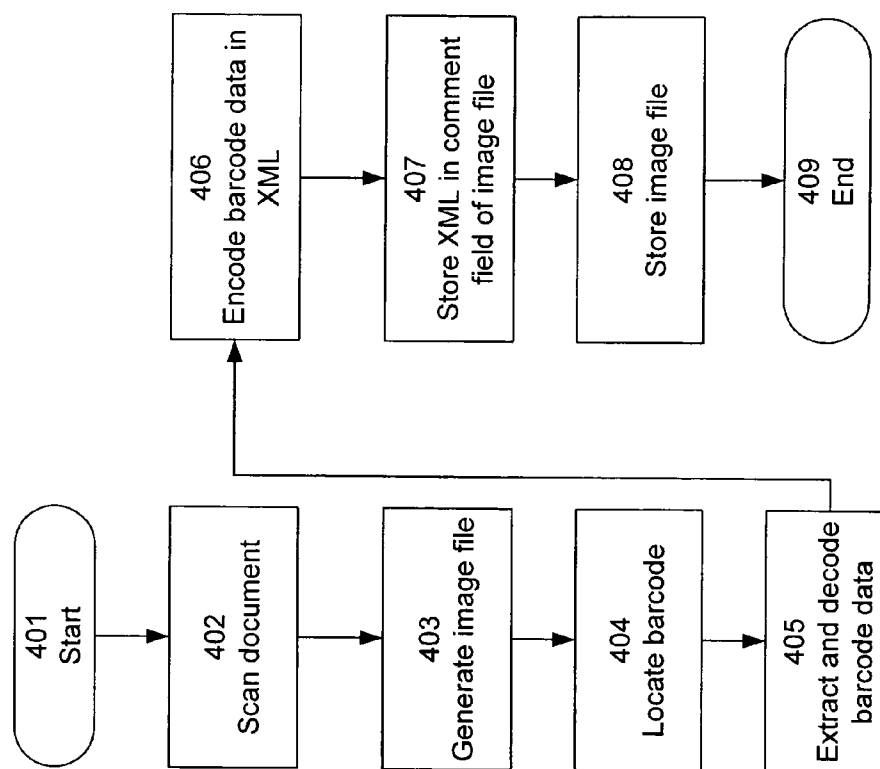 401
Start
402
Scan document
403
Generate image file
404
Locate barcode
405
Extract and decode
barcode data
406
Encode barcode data in
XML
407
Store XML in comment
field of image file
408
Store image file
409
End